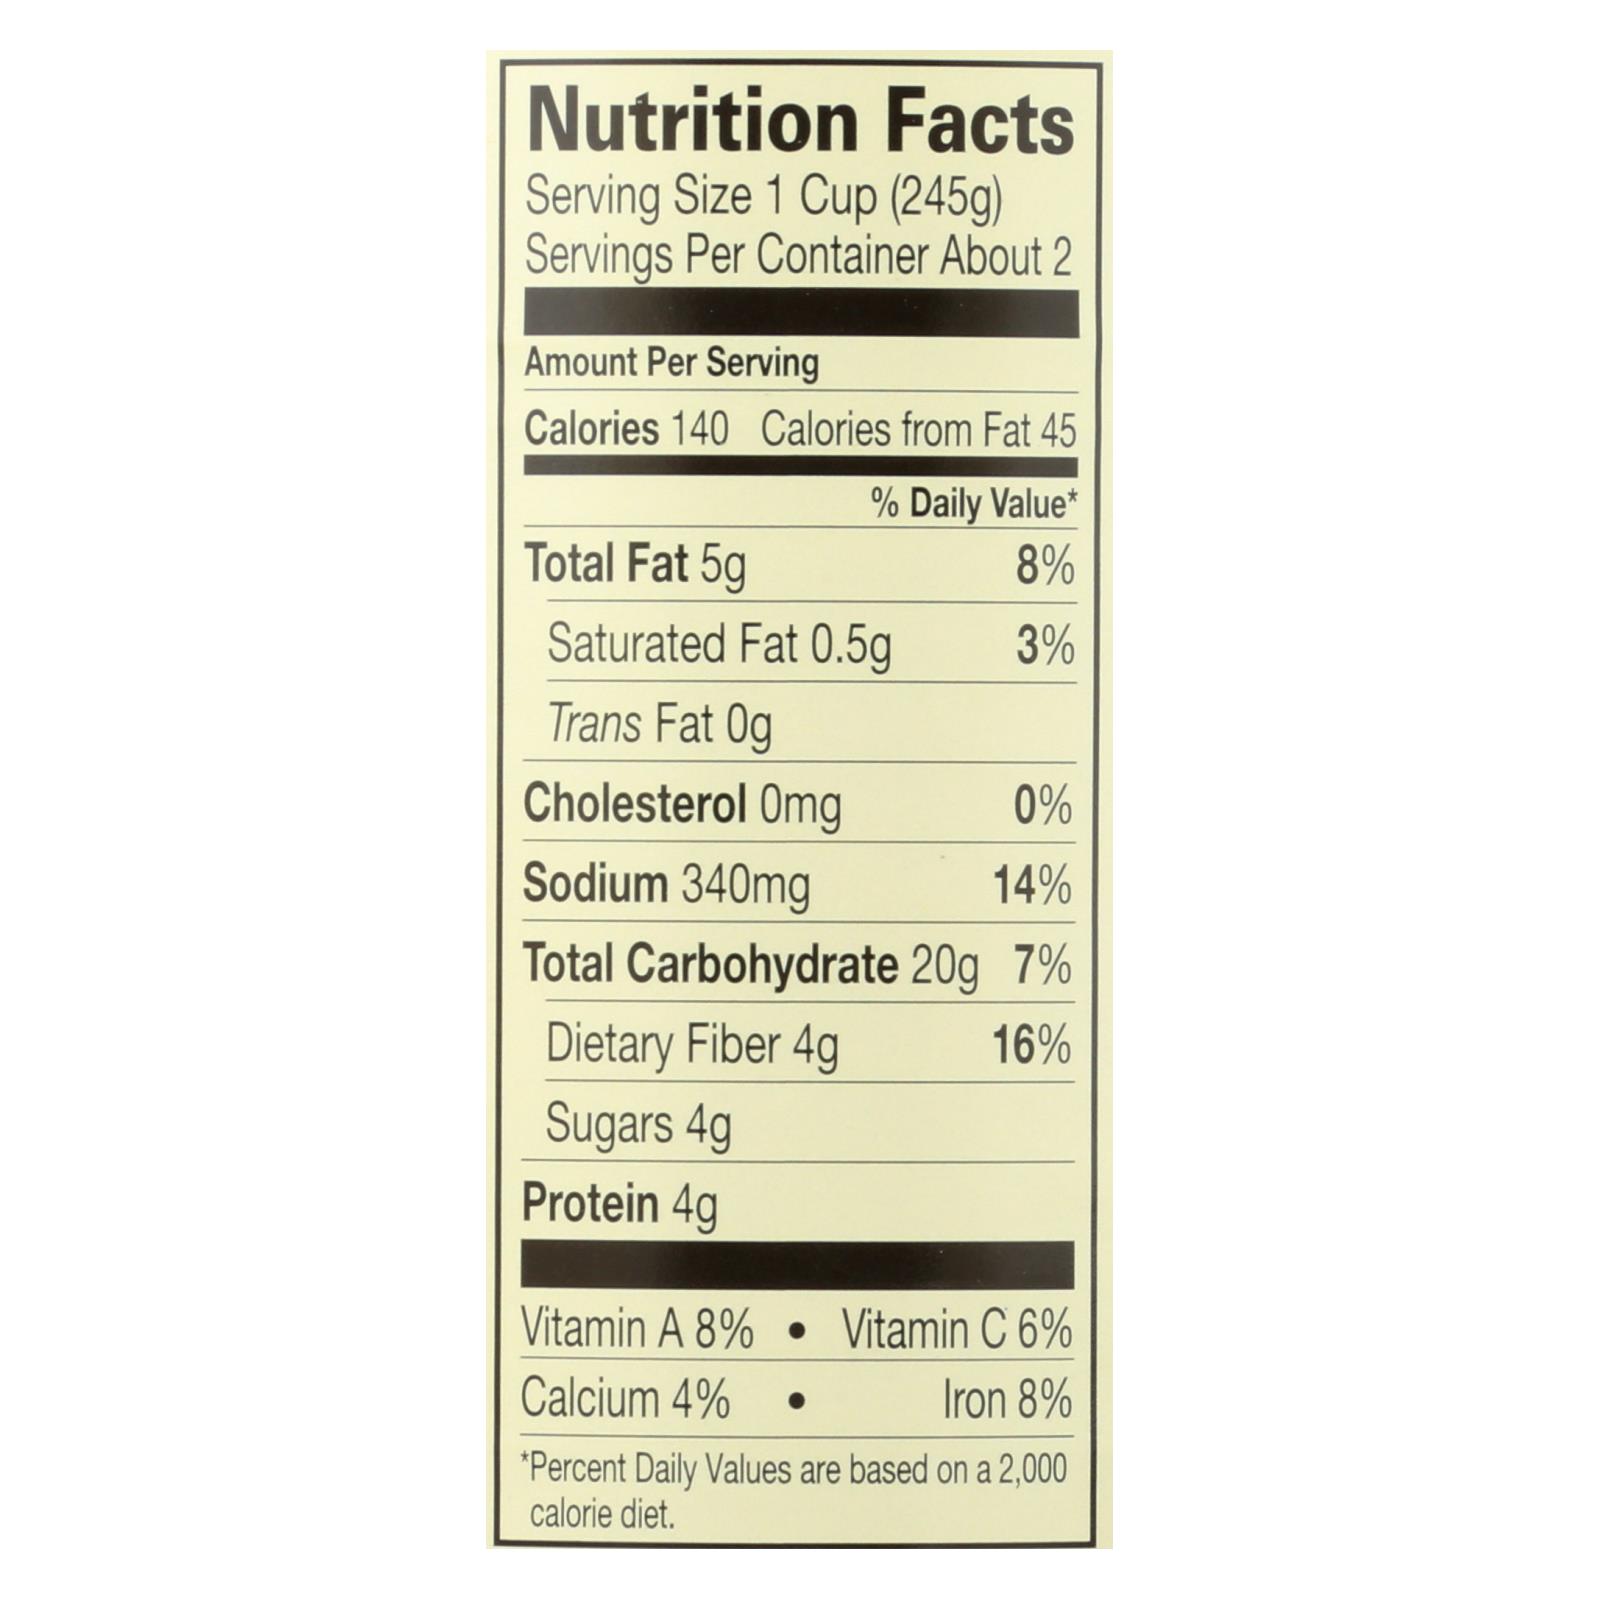 Nutrition Facts
Serving Size 1 Cup (245g)
Servings Per Container About 2
Amount Per Serving
Calories 140 Calories from Fat 45
% Daily Value*
Total Fat 5g 8%
Saturated Fat 0.5g 3%
Trans Fat 0g
Cholesterol 0mg 0%
Sodium 340mg 14%
Total Carbohydrate 20g 7%
Dietary Fiber 4g 16%
Sugars 4g
Protein 4g
Vitamin A 8% • Vitamin C 6%
Calcium 4% • Iron 8%
*Percent Daily Values are based on a 2,000
calorie diet.